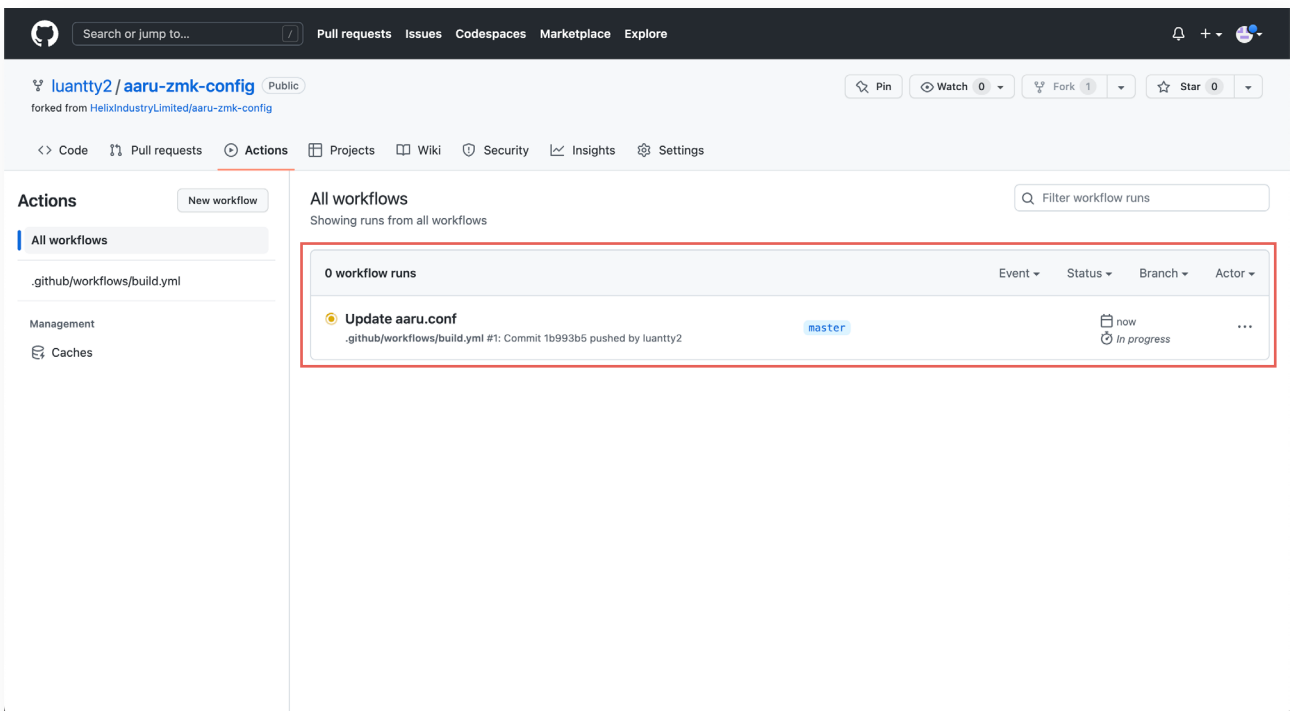 Search or jump to... /
Pull requests Issues Codespaces Marketplace Explore
luantty2 / aaru-zmk-config Public
Pin Watch 0 Fork 1 Star 0
forked from HelixIndustryLimited/aaru-zmk-config
Code Pull requests Actions Projects Wiki Security Insights Settings
Actions
New workflow
All workflows
.github/workflows/build.yml
Management
Caches
All workflows
Showing runs from all workflows
Filter workflow runs
0 workflow runs
Event Status Branch Actor
Update aaru.conf
.github/workflows/build.yml #1: Commit 1b993b5 pushed by luantty2
master
now
In progress